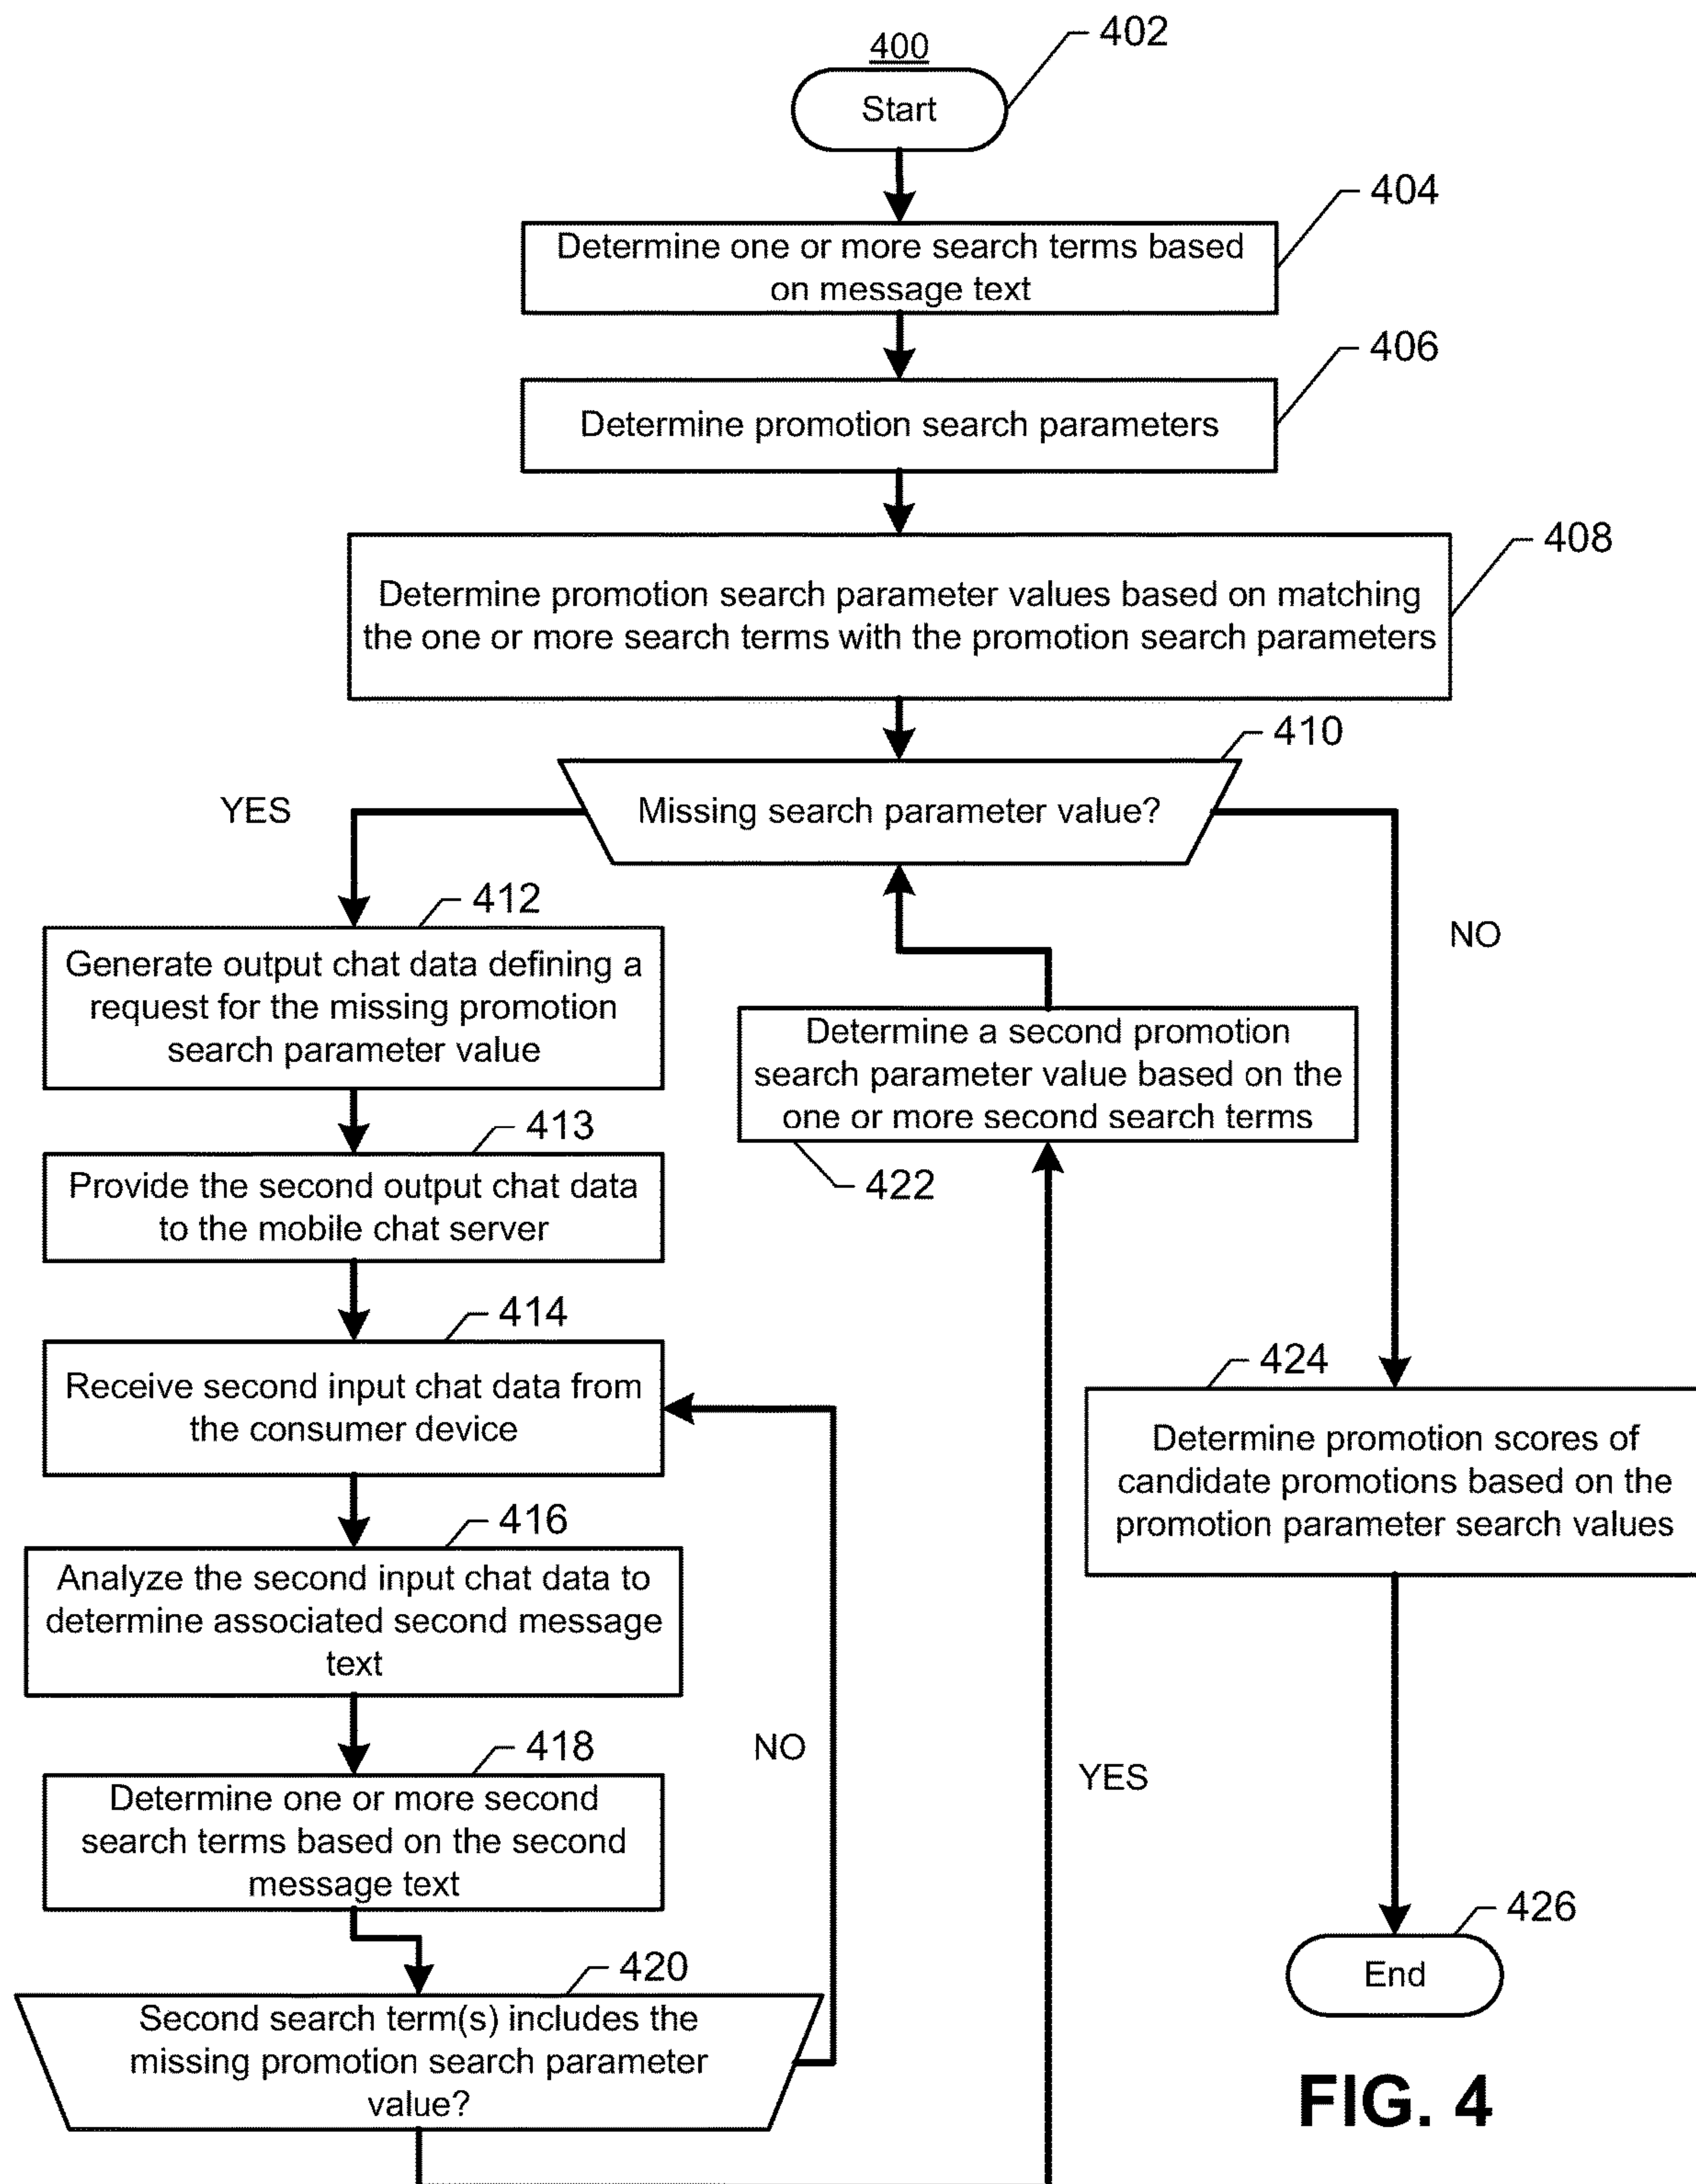 400
402
Start
404
Determine one or more search terms based
on message text
406
Determine promotion search parameters
408
Determine promotion search parameter values based on matching
the one or more search terms with the promotion search parameters
410
Missing search parameter value?
YES
NO
412
Generate output chat data defining a
request for the missing promotion
search parameter value
413
Provide the second output chat data
to the mobile chat server
414
Receive second input chat data from
the consumer device
416
Analyze the second input chat data to
determine associated second message
text
418
Determine one or more second
search terms based on the second
message text
420
Second search term(s) includes the
missing promotion search parameter
value?
NO
YES
Determine a second promotion
search parameter value based on the
one or more second search terms
422
424
Determine promotion scores of
candidate promotions based on the
promotion parameter search values
426
End
FIG. 4